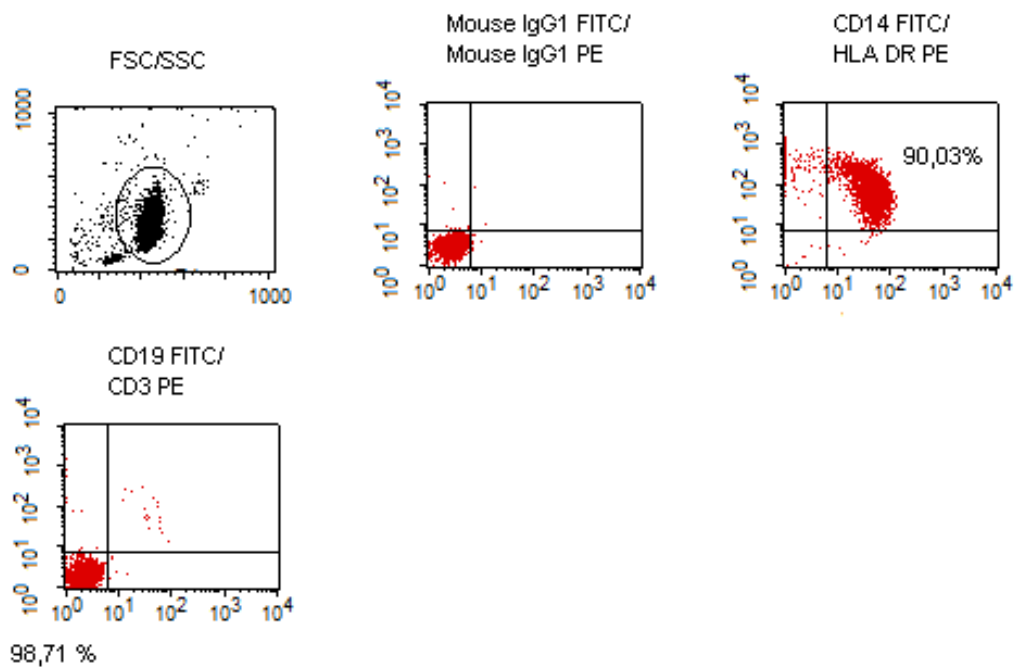 FSC/SSC
1000
0
0 1000
Mouse IgG1 FITC/
Mouse IgG1 PE
10⁴
10³
10²
10¹
10⁰
10⁰ 10¹ 10² 10³ 10⁴
CD14 FITC/
HLA DR PE
10⁴
10³
10²
10¹
10⁰
90,03%
10⁰ 10¹ 10² 10³ 10⁴
CD19 FITC/
CD3 PE
10⁴
10³
10²
10¹
10⁰
10⁰ 10¹ 10² 10³ 10⁴
98,71 %